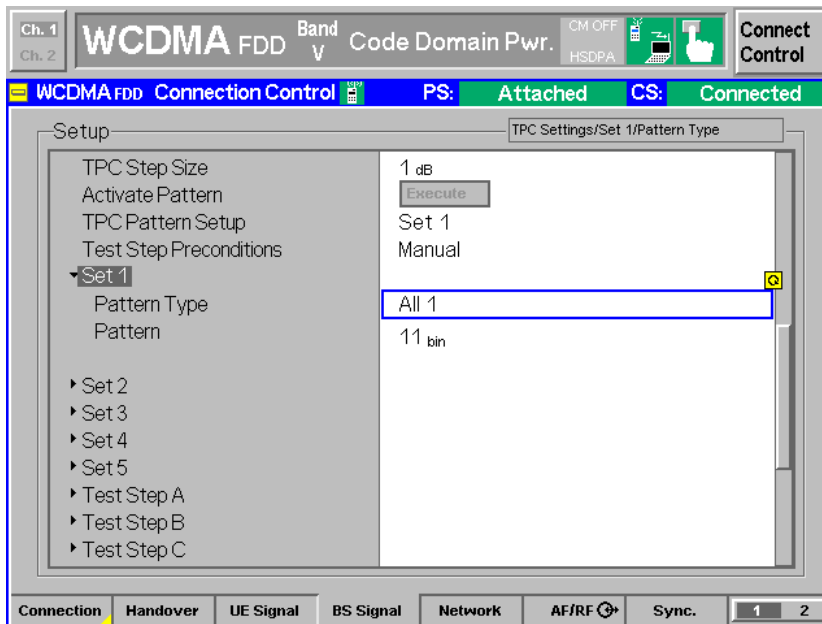 Ch. 1
Ch. 2
WCDMA FDD Band V Code Domain Pwr.
CM OFF
HSDPA
Connect Control
WCDMA FDD Connection Control PS: Attached CS: Connected
Setup TPC Settings/Set 1/Pattern Type
TPC Step Size 1 dB
Activate Pattern Execute
TPC Pattern Setup Set 1
Test Step Preconditions Manual
Set 1
Pattern Type All 1
Pattern 11 bin
Set 2
Set 3
Set 4
Set 5
Test Step A
Test Step B
Test Step C
Connection Handover UE Signal BS Signal Network AF/RF Sync. 1 2